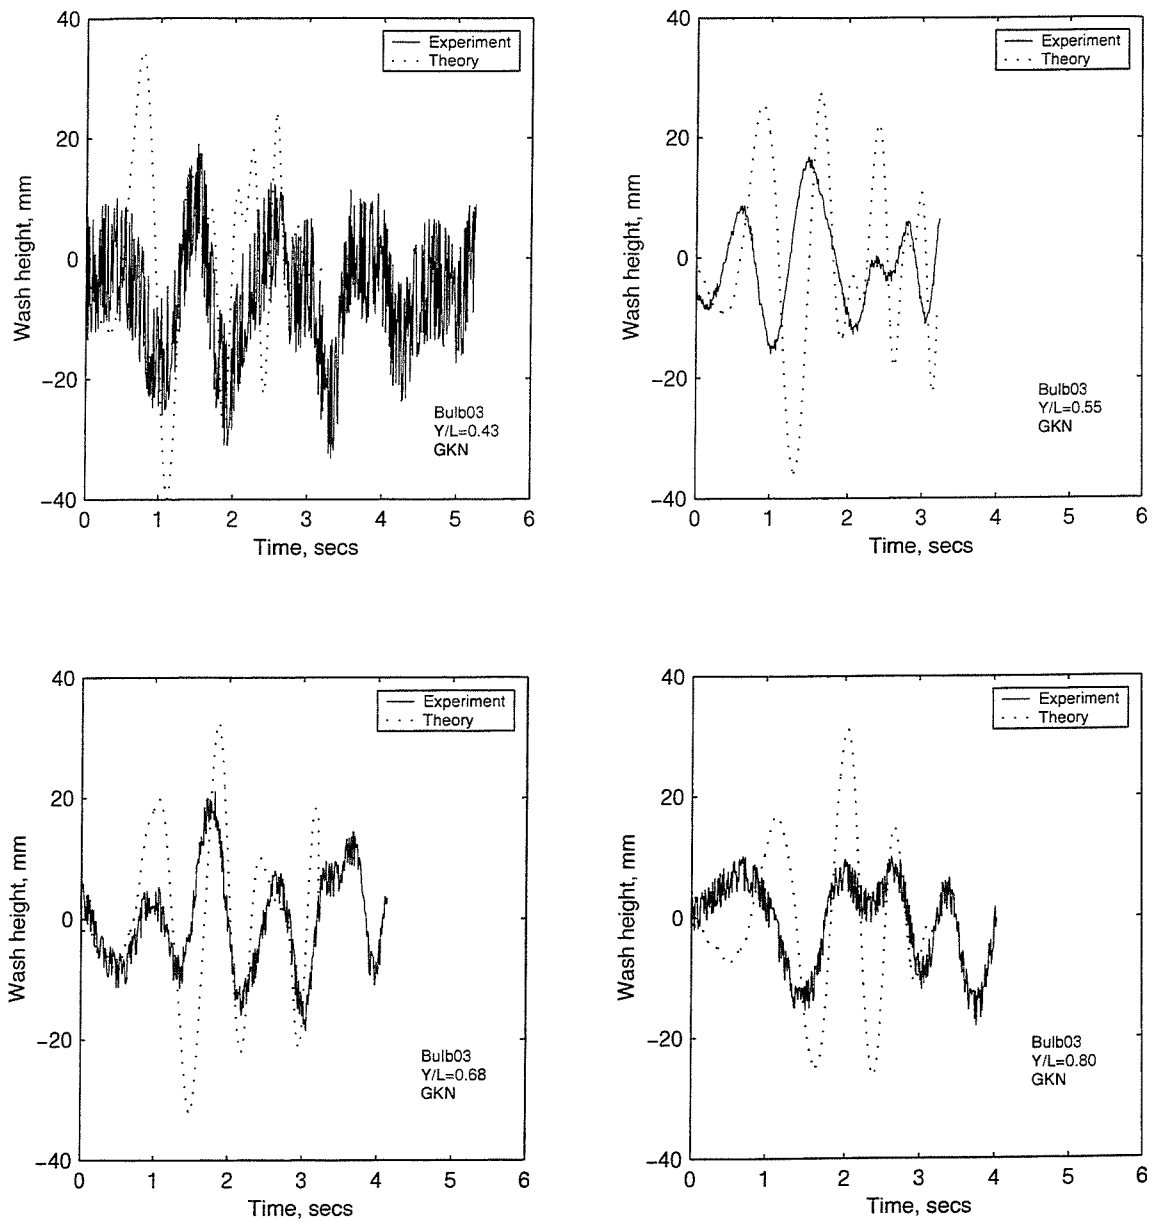 40
20
0
−20
−40
0 1 2 3 4 5 6
Wash height, mm
Time, secs
Experiment
Theory
Bulb03
Y/L=0.43
GKN
40
20
0
−20
−40
0 1 2 3 4 5 6
Wash height, mm
Time, secs
Experiment
Theory
Bulb03
Y/L=0.55
GKN
40
20
0
−20
−40
0 1 2 3 4 5 6
Wash height, mm
Time, secs
Experiment
Theory
Bulb03
Y/L=0.68
GKN
40
20
0
−20
−40
0 1 2 3 4 5 6
Wash height, mm
Time, secs
Experiment
Theory
Bulb03
Y/L=0.80
GKN